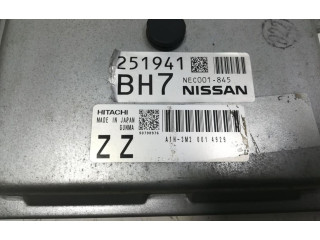 251941
BH7 NEC001-845
NISSAN
HITACHI
MADE IN JAPAN
GUNMA
ZZ